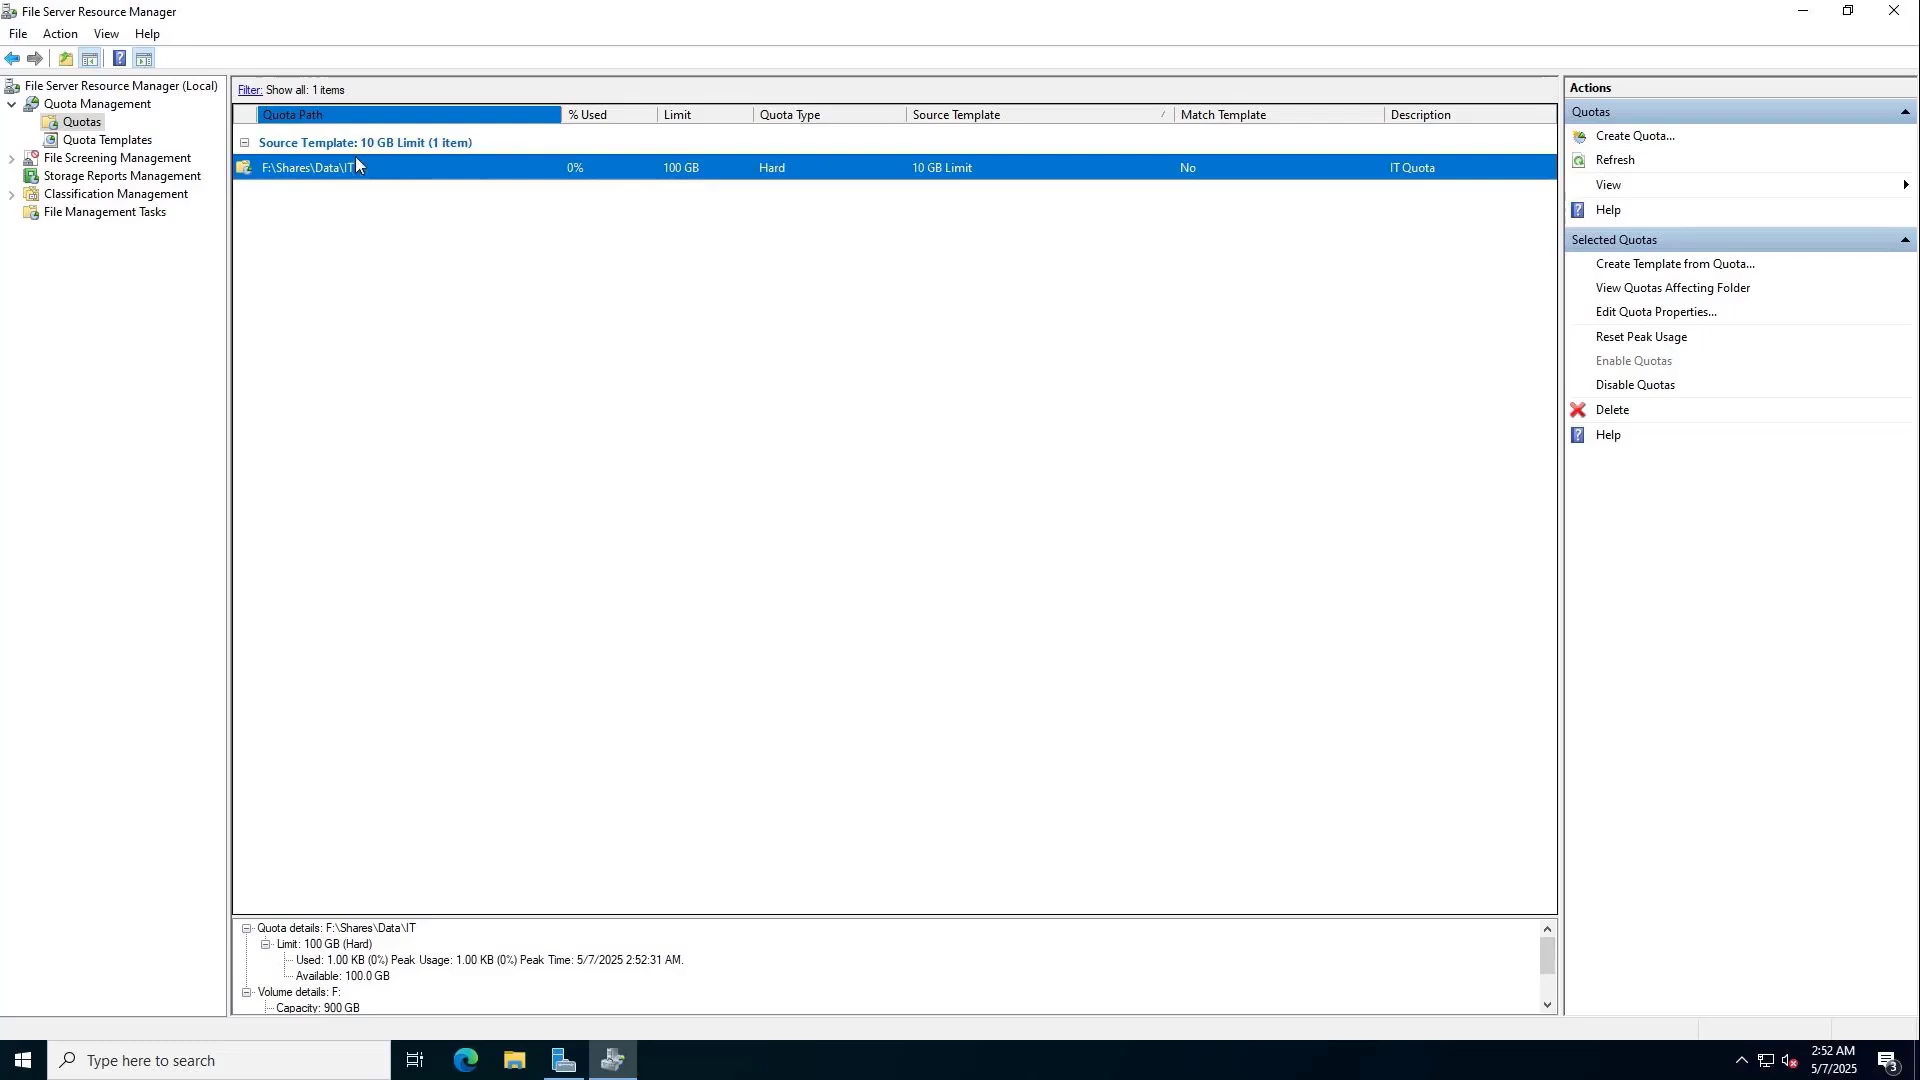 File Server Resource Manager
File Action View Help
File Server Resource Manager (Local)
Quota Management
Quotas
Quota Templates
File Screening Management
Storage Reports Management
Classification Management
File Management Tasks
Filter: Show all: 1 items
Quota Path % Used Limit Quota Type Source Template Match Template Description
Source Template: 10 GB Limit (1 item)
F:\Shares\Data\IT 0% 100 GB Hard 10 GB Limit No IT Quota
Quota details: F:\Shares\Data\IT
Limit: 100 GB (Hard)
Used: 1.00 KB (0%) Peak Usage: 1.00 KB (0%) Peak Time: 5/7/2025 2:52:31 AM.
Available: 100.0 GB
Volume details: F:
Capacity: 900 GB
Actions
Quotas
Create Quota...
Refresh
View
Help
Selected Quotas
Create Template from Quota...
View Quotas Affecting Folder
Edit Quota Properties...
Reset Peak Usage
Enable Quotas
Disable Quotas
Delete
Help
Type here to search
2:52 AM
5/7/2025
3